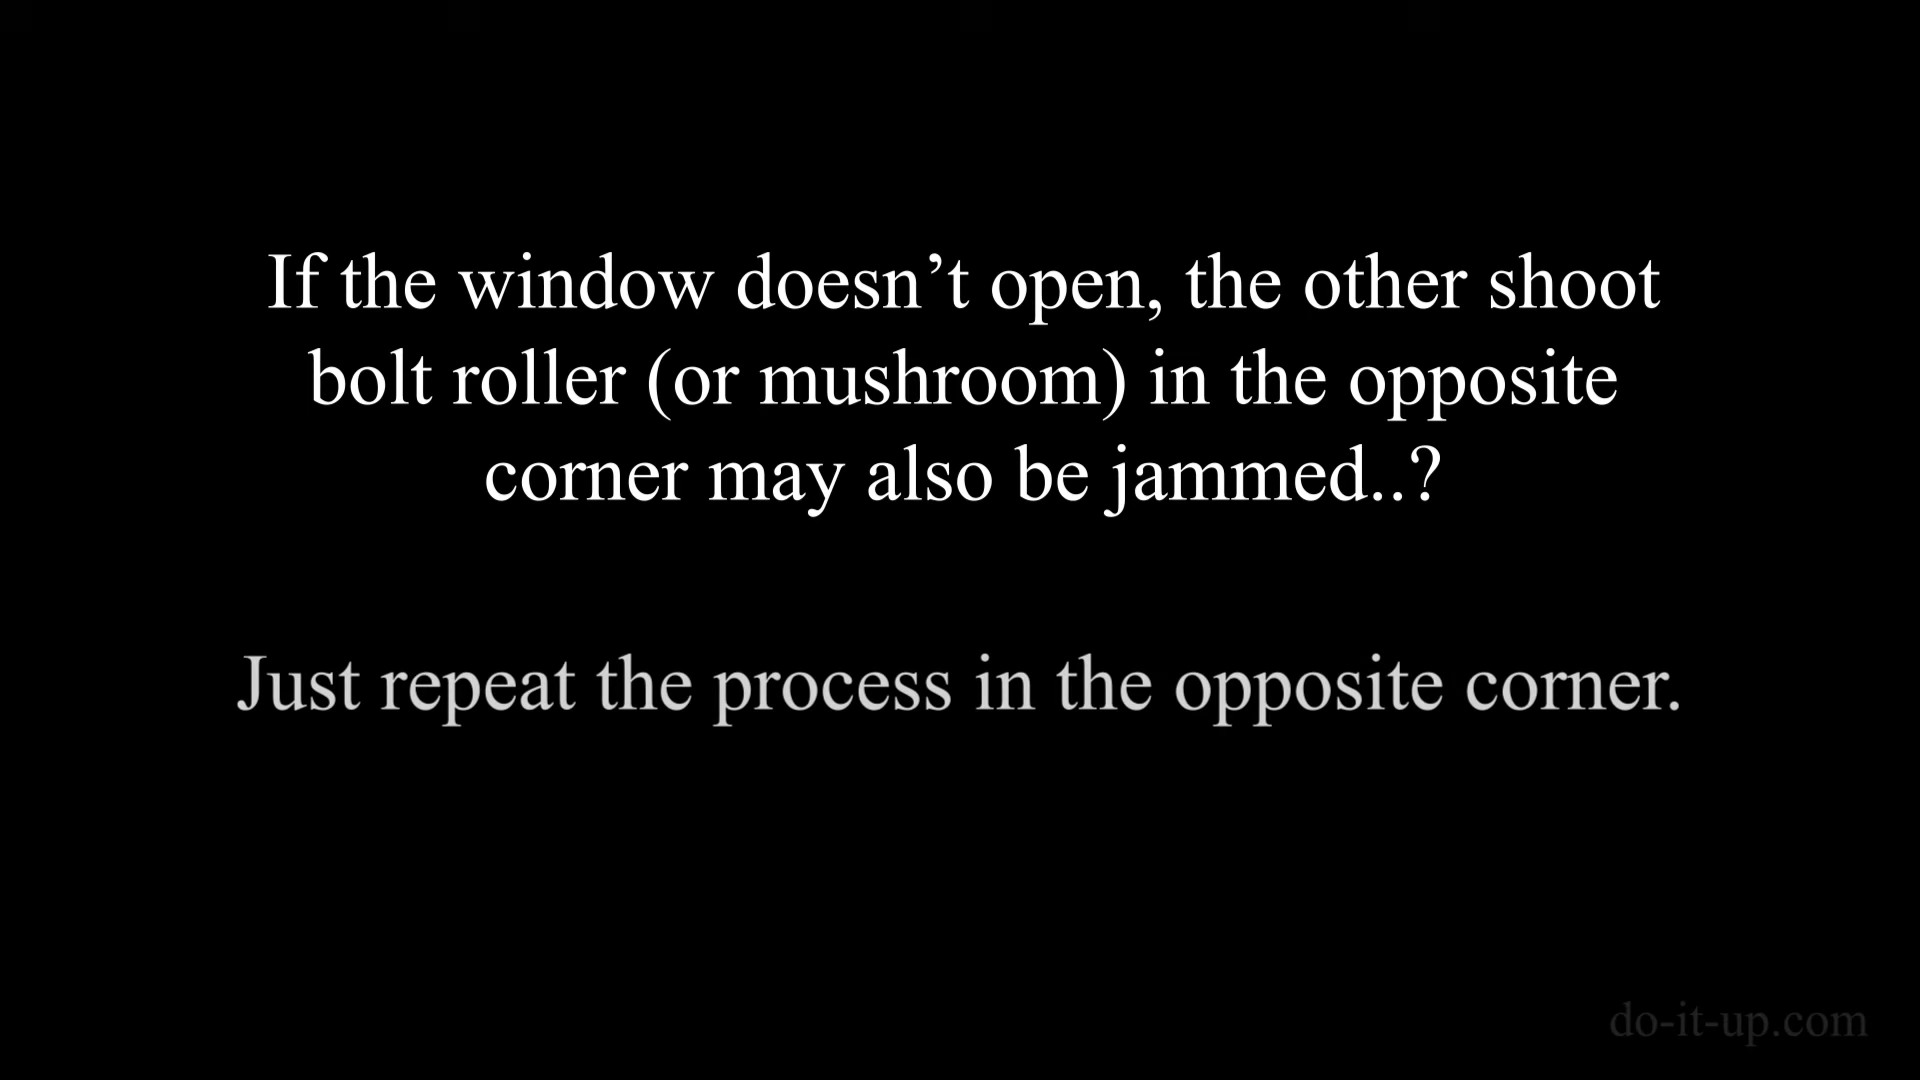 If the window doesn’t open, the other shoot
bolt roller (or mushroom) in the opposite
corner may also be jammed..?
Just repeat the process in the opposite corner.
do-it-up.com